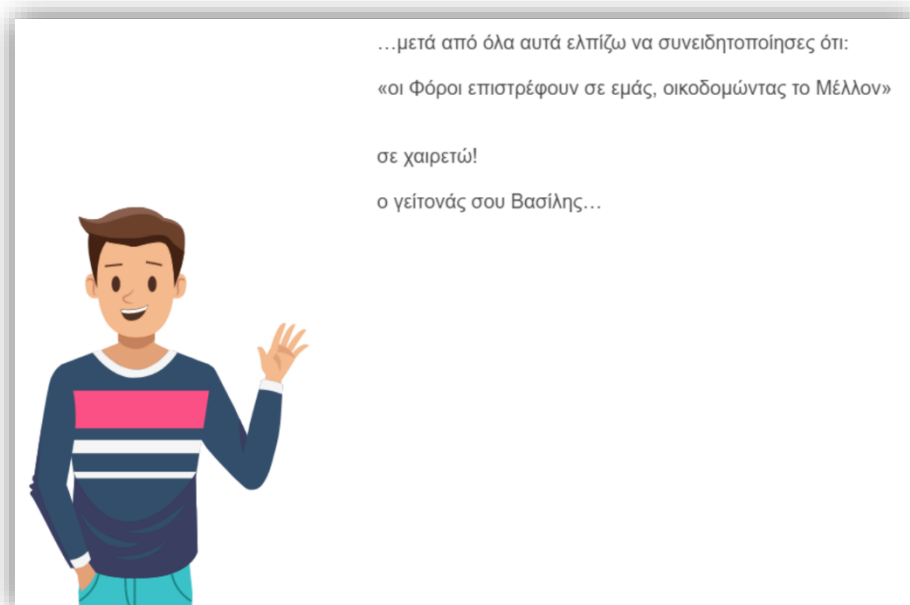 …μετά από όλα αυτά ελπίζω να συνειδητοποίησες ότι:
«οι Φόροι επιστρέφουν σε εμάς, οικοδομώντας το Μέλλον»
σε χαιρετώ!
ο γείτονάς σου Βασίλης…